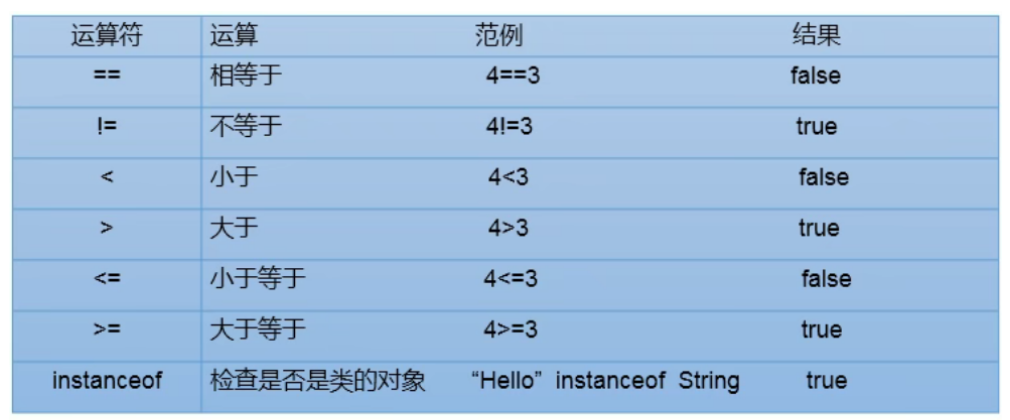 运算符 运算 范例 结果
== 相等于 4==3 false
!= 不等于 4!=3 true
< 小于 4<3 false
> 大于 4>3 true
<= 小于等于 4<=3 false
>= 大于等于 4>=3 true
instanceof 检查是否是类的对象 “Hello” instanceof String true